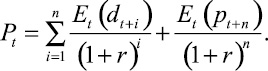 $$P_t = \sum_{i=1}^{n} \frac{E_t(d_{t+i})}{(1+r)^i} + \frac{E_t(p_{t+n})}{(1+r)^n}.$$